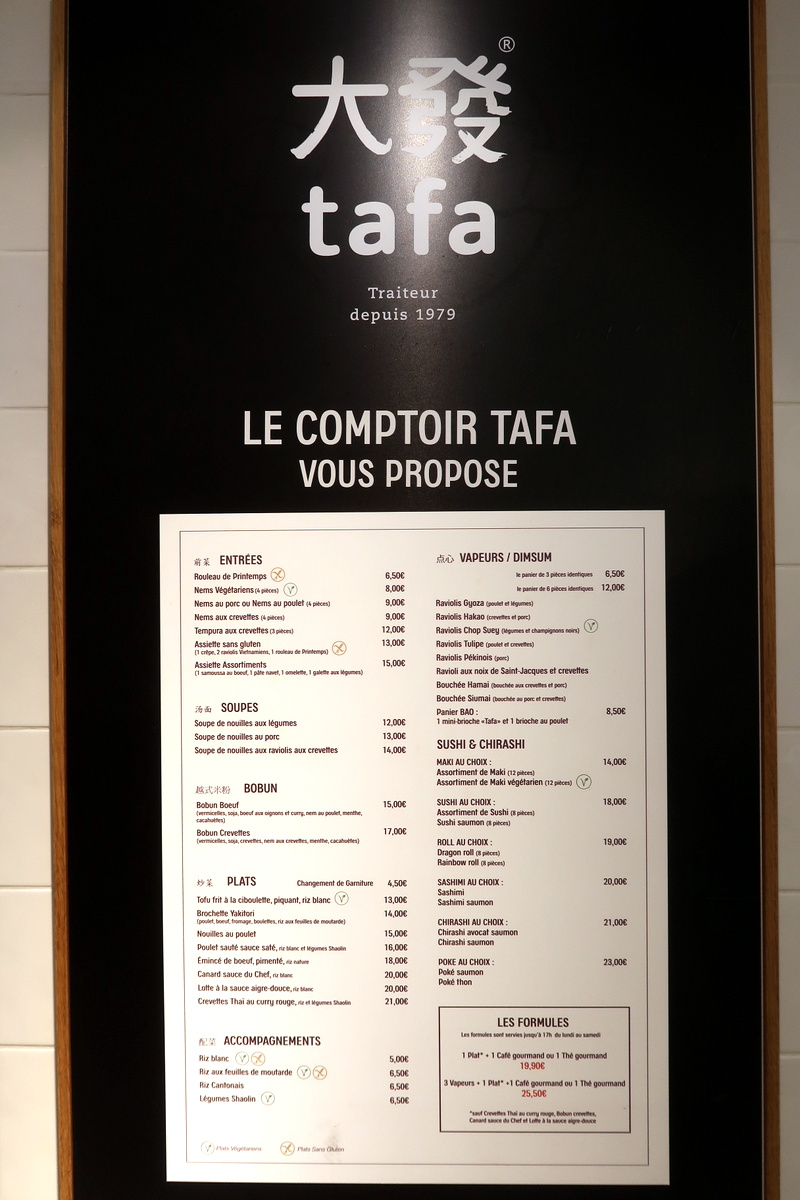 ®
大發
tafa
Traiteur
depuis 1979
LE COMPTOIR TAFA
VOUS PROPOSE
前菜 ENTRÉES
Rouleau de Printemps 6,50€
Nems Végétariens (4 pièces) 8,00€
Nems au porc ou Nems au poulet (4 pièces) 9,00€
Nems aux crevettes (4 pièces) 9,00€
Tempura aux crevettes (3 pièces) 12,00€
Assiette sans gluten 13,00€
(1 crêpe, 2 raviolis Vietnamiens, 1 rouleau de Printemps)
Assiette Assortiments 15,00€
(1 samoussa au boeuf, 1 pâte navet, 1 omelette, 1 galette aux légumes)
汤面 SOUPES
Soupe de nouilles aux légumes 12,00€
Soupe de nouilles au porc 13,00€
Soupe de nouilles aux raviolis aux crevettes 14,00€
越式米粉 BOBUN
Bobun Boeuf 15,00€
(vermicelles, soja, boeuf aux oignons et curry, nem au poulet, menthe,
cacahuètes)
Bobun Crevettes 17,00€
(vermicelles, soja, crevettes, nem aux crevettes, menthe, cacahuètes)
炒菜 PLATS Changement de Garniture 4,50€
Tofu frit à la ciboulette, piquant, riz blanc 13,00€
Brochette Yakitori 14,00€
(poulet, boeuf, fromage, boulettes, riz aux feuilles de moutarde)
Nouilles au poulet 15,00€
Poulet sauté sauce saté, riz blanc et légumes Shaolin 16,00€
Émincé de boeuf, pimenté, riz nature 18,00€
Canard sauce du Chef, riz blanc 20,00€
Lotte à la sauce aigre-douce, riz blanc 20,00€
Crevettes Thaï au curry rouge, riz et légumes Shaolin 21,00€
配菜 ACCOMPAGNEMENTS
Riz blanc 5,00€
Riz aux feuilles de moutarde 6,50€
Riz Cantonais 6,50€
Légumes Shaolin 6,50€
Plats Végétariens Plats Sans Gluten
点心 VAPEURS / DIMSUM
le panier de 3 pièces identiques 6,50€
le panier de 6 pièces identiques 12,00€
Raviolis Gyoza (poulet et légumes)
Raviolis Hakao (crevettes et porc)
Raviolis Chop Suey (légumes et champignons noirs)
Raviolis Tulipe (poulet et crevettes)
Raviolis Pékinois (porc)
Ravioli aux noix de Saint-Jacques et crevettes
Bouchée Hamai (bouchée aux crevettes et porc)
Bouchée Siumai (bouchée au porc et crevettes)
Panier BAO : 8,50€
1 mini-brioche «Tafa» et 1 brioche au poulet
SUSHI & CHIRASHI
MAKI AU CHOIX : 14,00€
Assortiment de Maki (12 pièces)
Assortiment de Maki végétarien (12 pièces)
SUSHI AU CHOIX : 18,00€
Assortiment de Sushi (8 pièces)
Sushi saumon (8 pièces)
ROLL AU CHOIX : 19,00€
Dragon roll (8 pièces)
Rainbow roll (8 pièces)
SASHIMI AU CHOIX : 20,00€
Sashimi
Sashimi saumon
CHIRASHI AU CHOIX : 21,00€
Chirashi avocat saumon
Chirashi saumon
POKE AU CHOIX : 23,00€
Poké saumon
Poké thon
LES FORMULES
Les formules sont servies jusqu'à 17h du lundi au samedi
1 Plat* + 1 Café gourmand ou 1 Thé gourmand
19,90€
3 Vapeurs + 1 Plat* +1 Café gourmand ou 1 Thé gourmand
25,50€
*sauf Crevettes Thaï au curry rouge, Bobun crevettes,
Canard sauce du Chef et Lotte à la sauce aigre-douce